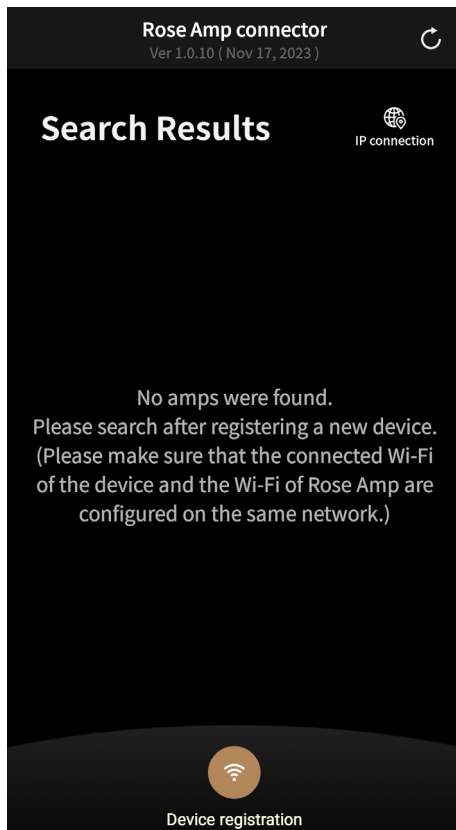 Rose Amp connector
Ver 1.0.10 ( Nov 17, 2023 )
Search Results
IP connection
No amps were found.
Please search after registering a new device.
(Please make sure that the connected Wi-Fi
of the device and the Wi-Fi of Rose Amp are
configured on the same network.)
Device registration